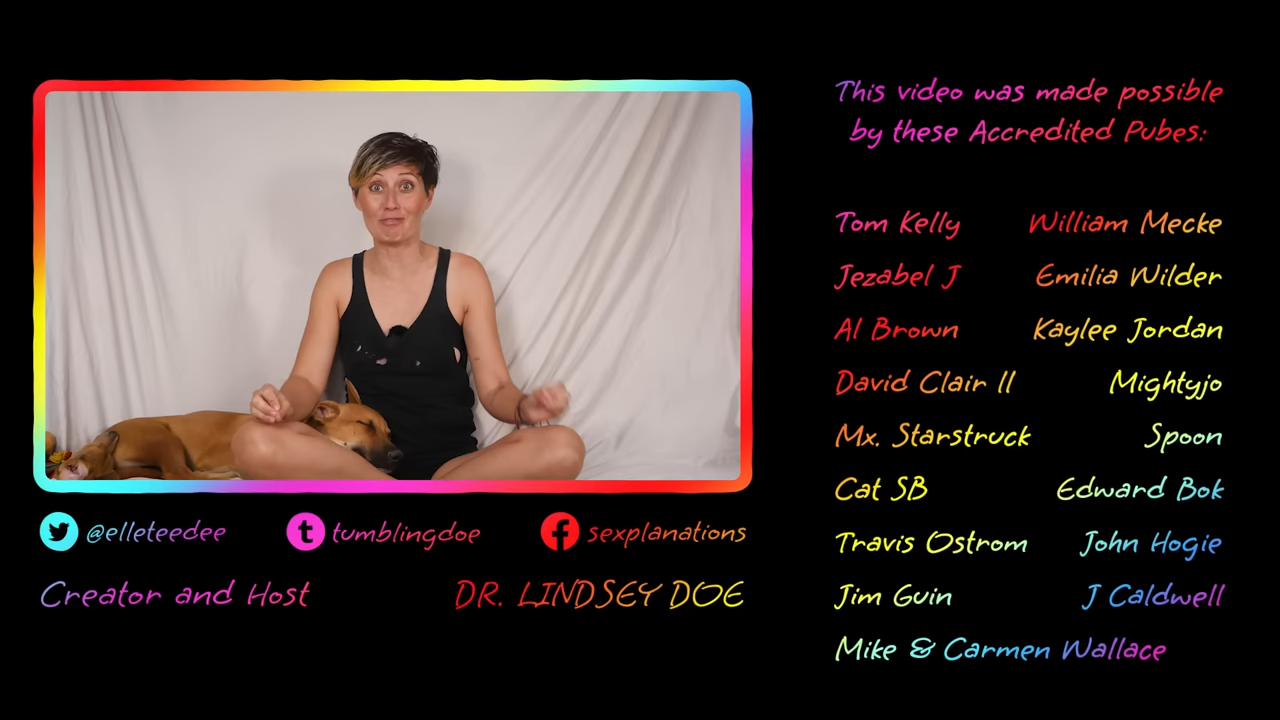 This video was made possible
by these Accredited Pubes:
Tom Kelly William Mecke
Jezabel J Emilia Wilder
Al Brown Kaylee Jordan
David Clair II Mightyjo
Mx. Starstruck Spoon
Cat SB Edward Bok
Travis Ostrom John Hogie
Jim Guin J Caldwell
Mike & Carmen Wallace
@elleteedee tumblingdoe sexplanations
Creator and Host DR. LINDSEY DOE